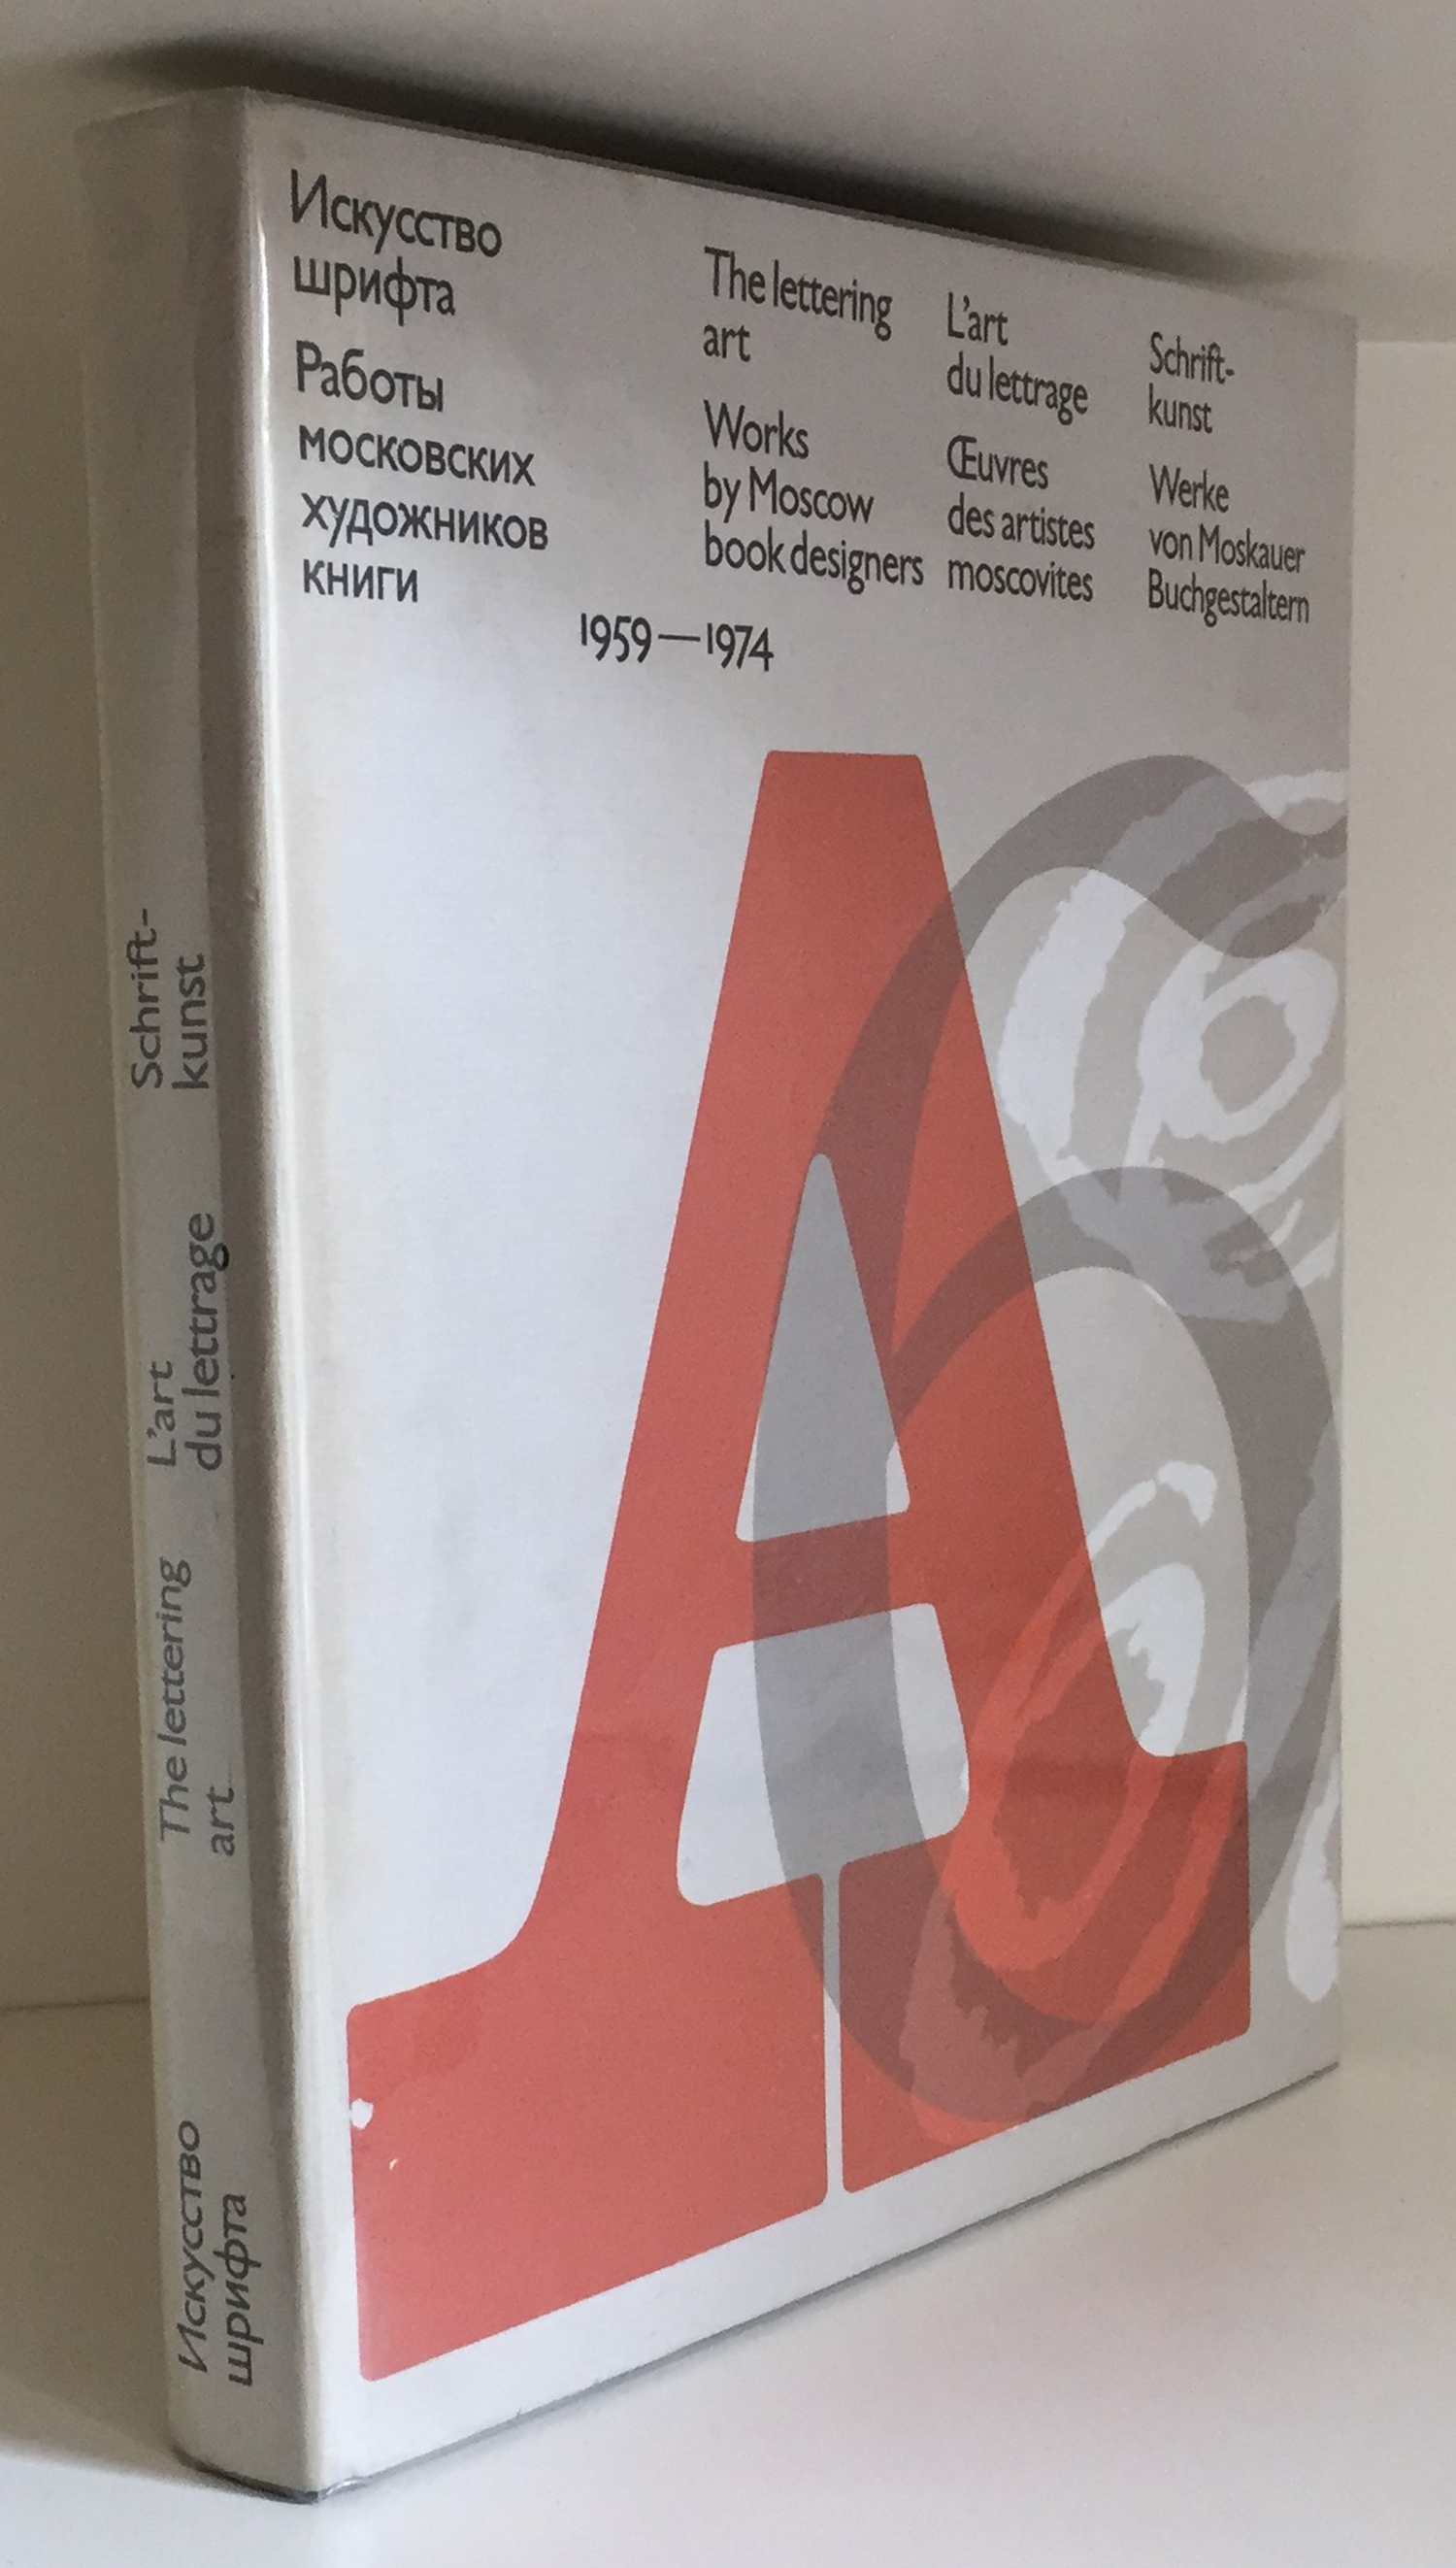 Искусство
шрифта
Работы
московских
художников
книги
The lettering
art
Works
by Moscow
book designers
L'art
du lettrage
Œuvres
des artistes
moscovites
Schrift-
kunst
Werke
von Moskauer
Buchgestaltern
1959—1974
А
б
Искусство
шрифта
The lettering
art
L'art
du lettrage
Schrift-
kunst